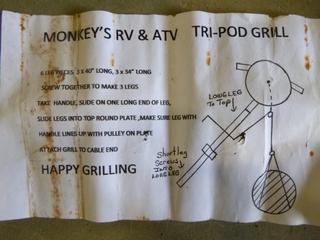 MONKEY'S RV & ATV TRI-POD GRILL
6 LEG PIECES 3 X 40" LONG, 3 x 34" LONG
SCREW TOGETHER TO MAKE 3 LEGS
TAKE HANDLE, SLIDE ON ONE LONG END OF LEG,
SLIDE LEGS INTO TOP ROUND PLATE ,MAKE SURE LEG WITH
HANDLE LINES UP WITH PULLEY ON PLATE
ATTACH GRILL TO CABLE END
HAPPY GRILLING
LONG LEG
To Top
Short leg
Screws
Into
LONG LEG